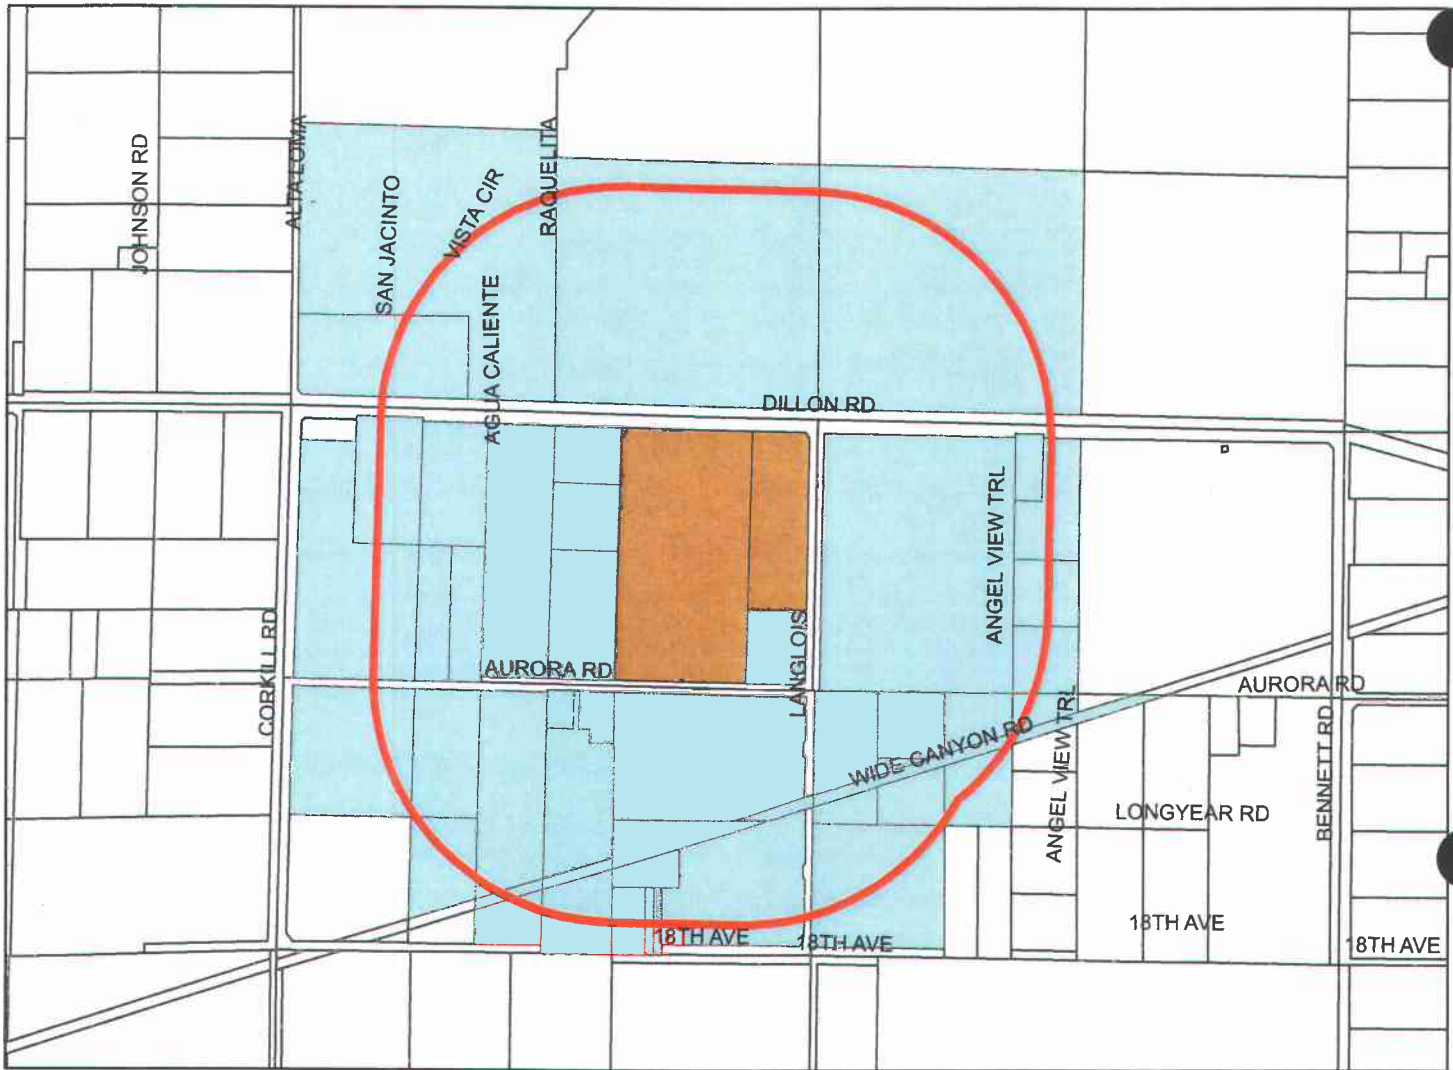 ALTA LOMA
JOHNSON RD
SAN JACINTO
VISTA CIR
RAQUELITA
AGUA CALIENTE
DILLON RD
ANGEL VIEW TRL
CORKILL RD
AURORA RD
LANGLOIS
AURORA RD
WIDE CANYON RD
ANGEL VIEW TRL
LONGYEAR RD
BENNETT RD
18TH AVE
18TH AVE
18TH AVE
18TH AVE